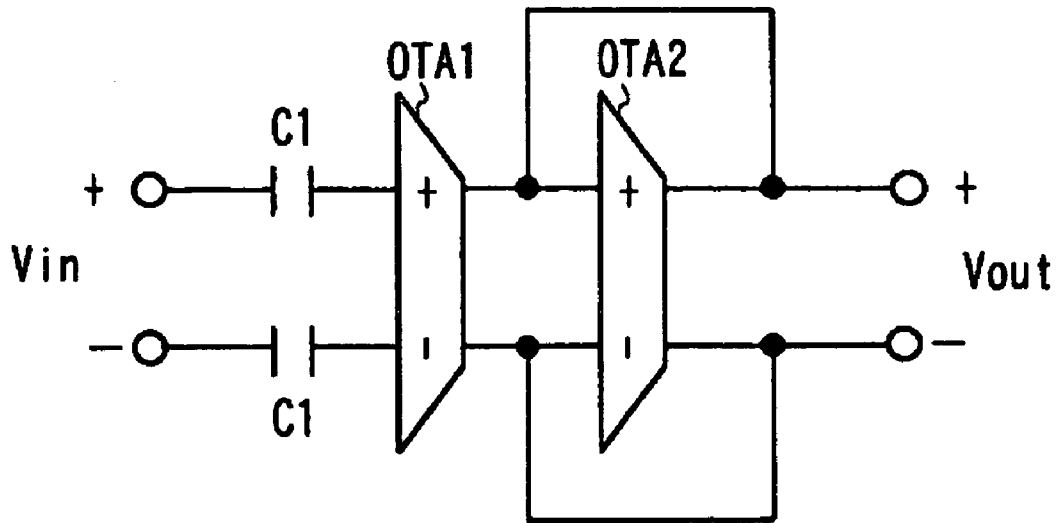 OTA1 OTA2
C1
+ + + +
Vin Vout
− − − −
C1